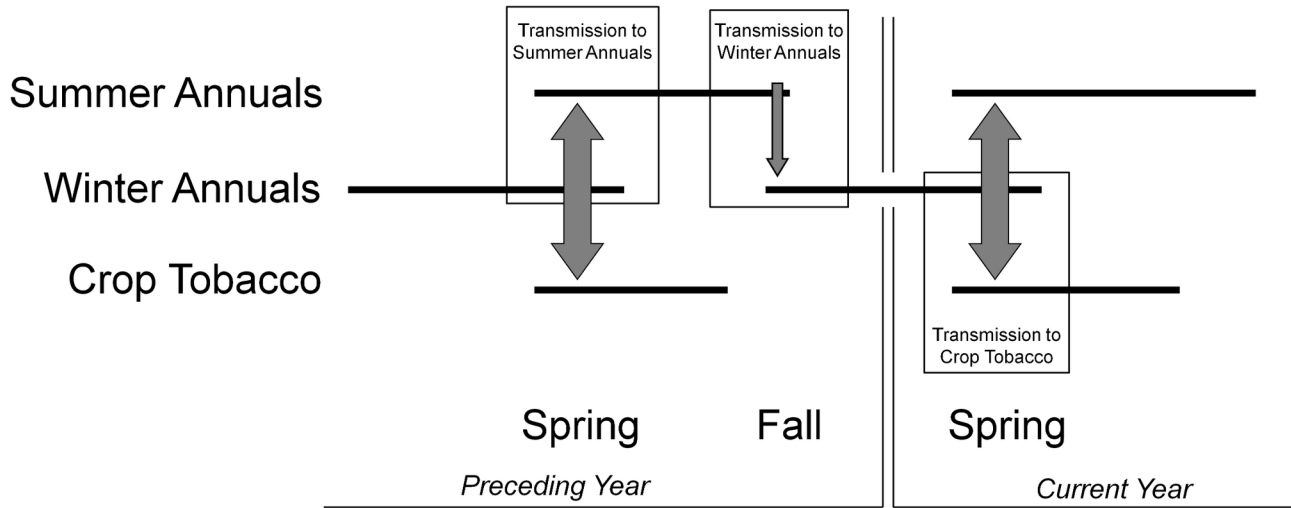 Transmission to
Summer Annuals
Transmission to
Winter Annuals
Summer Annuals
Winter Annuals
Crop Tobacco
Transmission to
Crop Tobacco
Spring
Fall
Spring
Preceding Year
Current Year